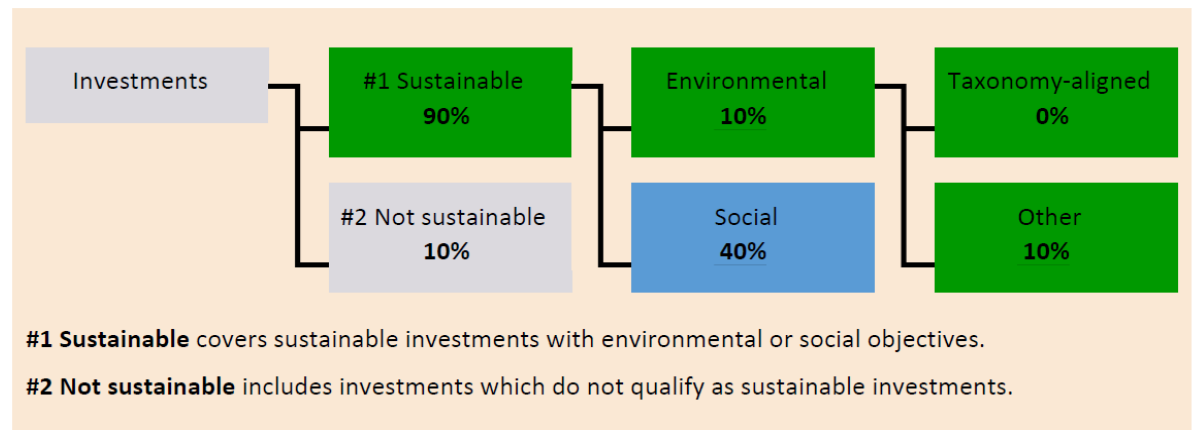 Investments
#1 Sustainable
90%
Environmental
10%
Taxonomy-aligned
0%
#2 Not sustainable
10%
Social
40%
Other
10%
#1 Sustainable covers sustainable investments with environmental or social objectives.
#2 Not sustainable includes investments which do not qualify as sustainable investments.